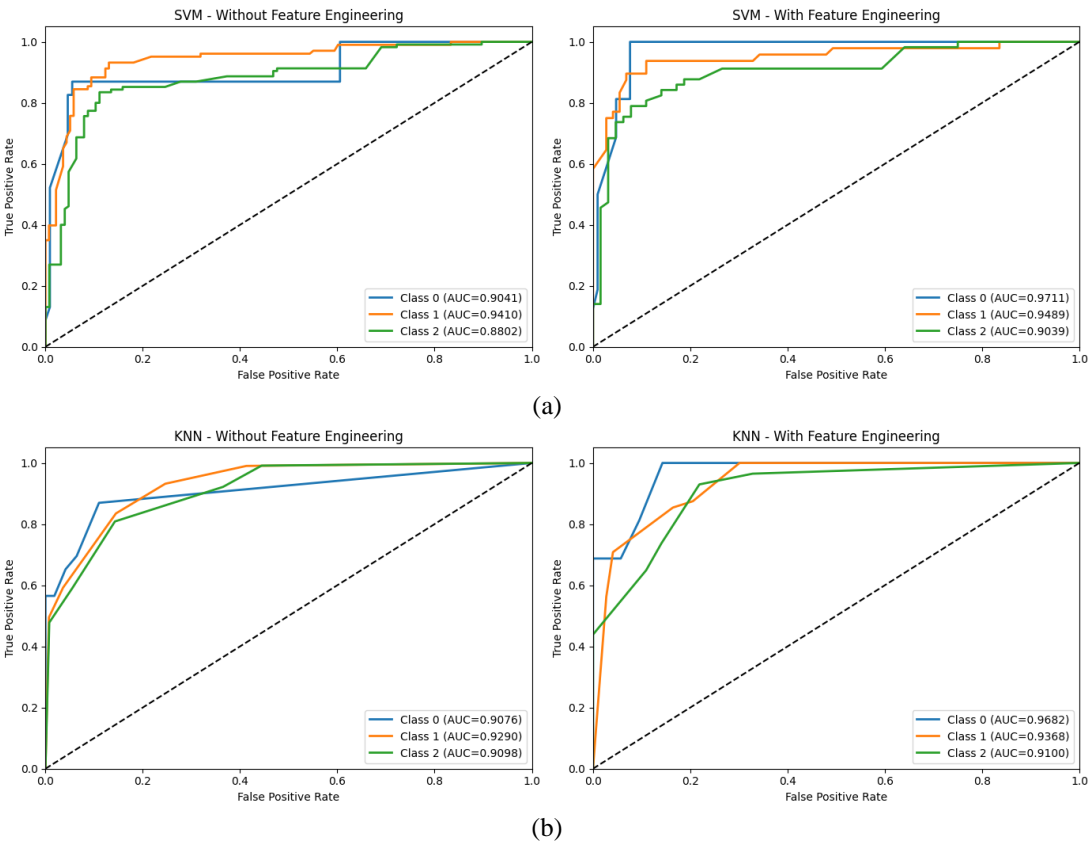 SVM - Without Feature Engineering
1.0
0.8
0.6
0.4
0.2
0.0
True Positive Rate
0.0 0.2 0.4 0.6 0.8 1.0
False Positive Rate
Class 0 (AUC=0.9041)
Class 1 (AUC=0.9410)
Class 2 (AUC=0.8802)
SVM - With Feature Engineering
1.0
0.8
0.6
0.4
0.2
0.0
True Positive Rate
0.0 0.2 0.4 0.6 0.8 1.0
False Positive Rate
Class 0 (AUC=0.9711)
Class 1 (AUC=0.9489)
Class 2 (AUC=0.9039)
(a)
KNN - Without Feature Engineering
1.0
0.8
0.6
0.4
0.2
0.0
True Positive Rate
0.0 0.2 0.4 0.6 0.8 1.0
False Positive Rate
Class 0 (AUC=0.9076)
Class 1 (AUC=0.9290)
Class 2 (AUC=0.9098)
KNN - With Feature Engineering
1.0
0.8
0.6
0.4
0.2
0.0
True Positive Rate
0.0 0.2 0.4 0.6 0.8 1.0
False Positive Rate
Class 0 (AUC=0.9682)
Class 1 (AUC=0.9368)
Class 2 (AUC=0.9100)
(b)